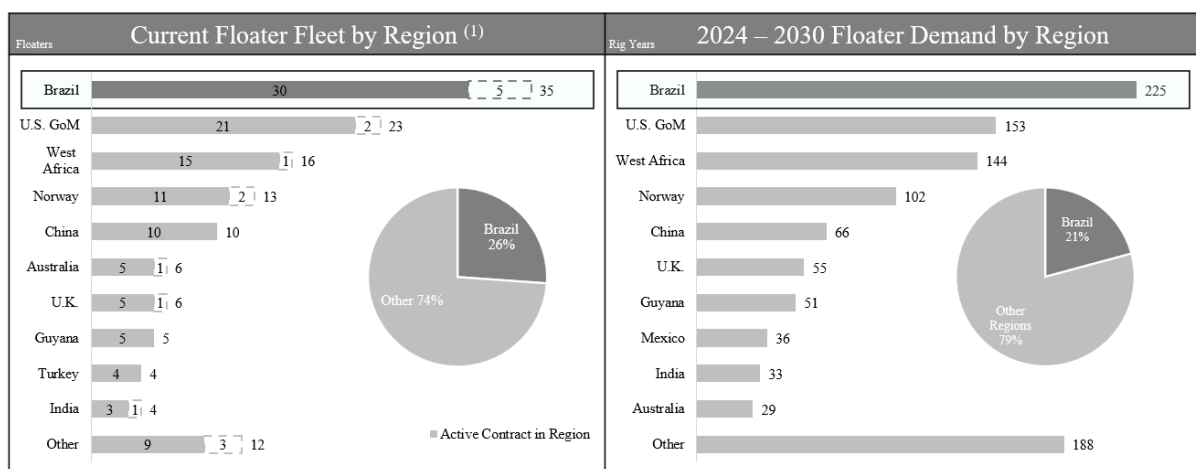 Floaters
Current Floater Fleet by Region (1)
Brazil 30 5 35
U.S. GoM 21 2 23
West
Africa 15 1 16
Norway 11 2 13
China 10 10
Australia 5 1 6
U.K. 5 1 6
Guyana 5 5
Turkey 4 4
India 3 1 4
Other 9 3 12
Brazil
26%
Other 74%
Active Contract in Region
Rig Years
2024 – 2030 Floater Demand by Region
Brazil 225
U.S. GoM 153
West Africa 144
Norway 102
China 66
U.K. 55
Guyana 51
Mexico 36
India 33
Australia 29
Other 188
Brazil
21%
Other
Regions
79%